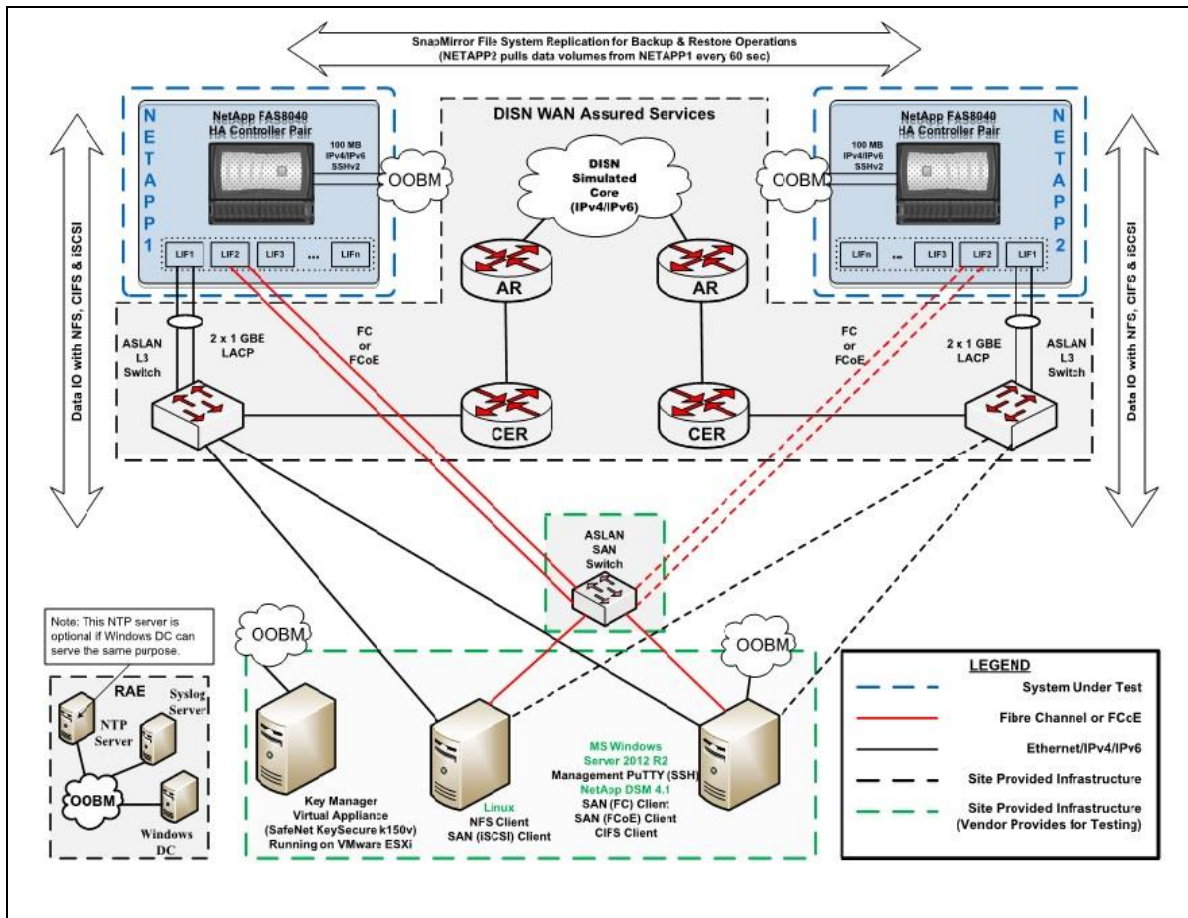 SnapMirror File System Replication for Backup & Restore Operations
(NETAPP2 pulls data volumes from NETAPP1 every 60 sec)
NETAPP1
NetApp FAS8040
HA Controller Pair
100 MB
IPv4/IPv6
SSHv2
OOBM
LIF1
LIF2
LIF3
...
LIFn
DISN WAN Assured Services
DISN
Simulated
Core
(IPv4/IPv6)
AR
AR
CER
CER
NetApp FAS8040
HA Controller Pair
OOBM
100 MB
IPv4/IPv6
SSHv2
NETAPP2
LIFn
...
LIF3
LIF2
LIF1
Data IO with NFS, CIFS & iSCSI
Data IO with NFS, CIFS & iSCSI
ASLAN
L3
Switch
2 x 1 GBE
LACP
FC
or
FCoE
FC
or
FCoE
2 x 1 GBE
LACP
ASLAN
L3
Switch
ASLAN
SAN
Switch
Note: This NTP server is
optional if Windows DC can
serve the same purpose.
RAE
Syslog
Server
NTP
Server
OOBM
Windows
DC
OOBM
OOBM
Key Manager
Virtual Appliance
(SafeNet KeySecure k150v)
Running on VMware ESXi
Linux
NFS Client
SAN (iSCSI) Client
MS Windows
Server 2012 R2
Management PuTTY (SSH)
NetApp DSM 4.1
SAN (FC) Client
SAN (FCoE) Client
CIFS Client
LEGEND
System Under Test
Fibre Channel or FCoE
Ethernet/IPv4/IPv6
Site Provided Infrastructure
Site Provided Infrastructure
(Vendor Provides for Testing)